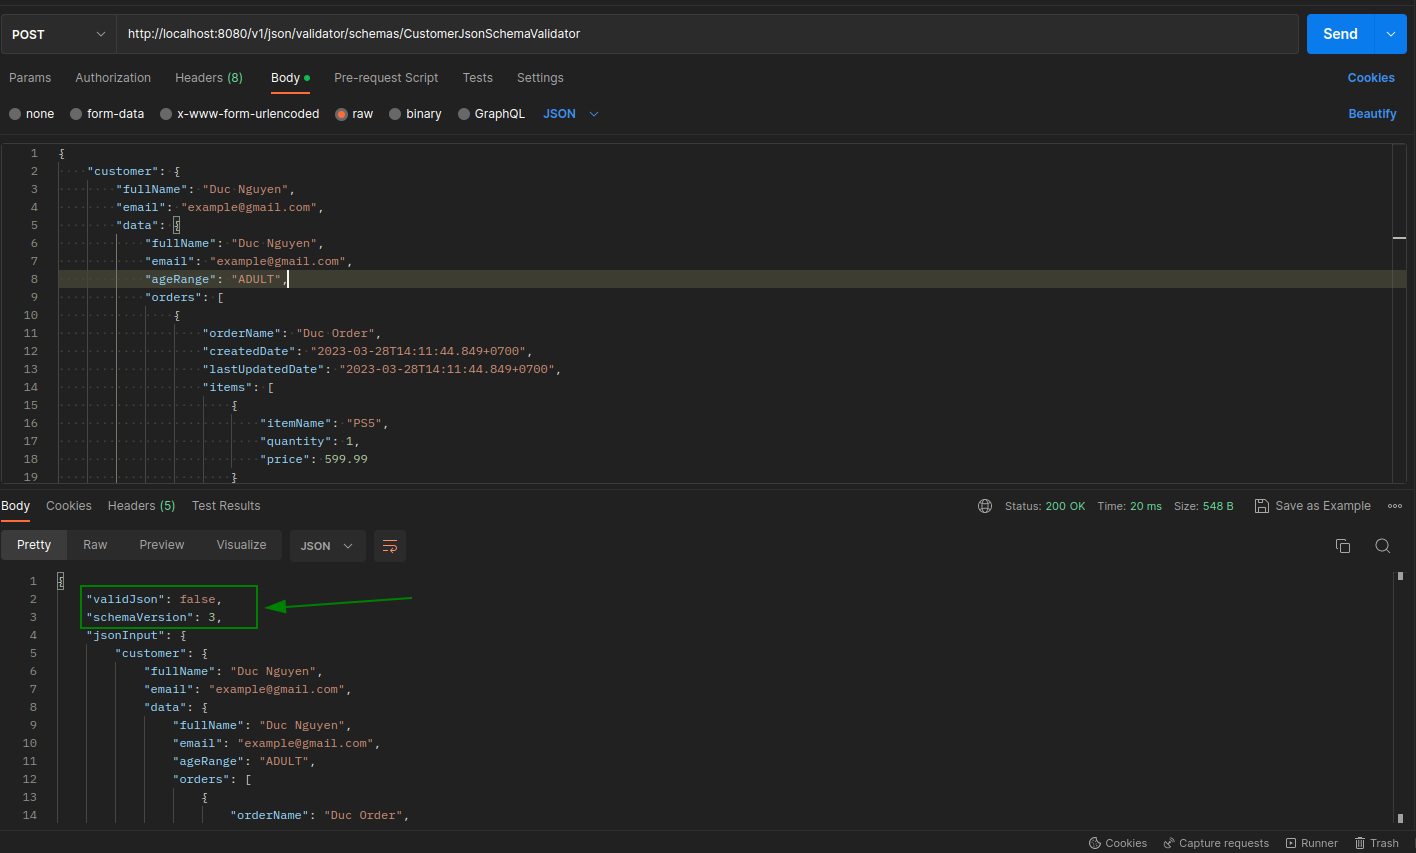 POST http://localhost:8080/v1/json/validator/schemas/CustomerJsonSchemaValidator Send
Params Authorization Headers (8) Body Pre-request Script Tests Settings Cookies
none form-data x-www-form-urlencoded raw binary GraphQL JSON Beautify
1 {
2 "customer": {
3 "fullName": "Duc Nguyen",
4 "email": "example@gmail.com",
5 "data": {
6 "fullName": "Duc Nguyen",
7 "email": "example@gmail.com",
8 "ageRange": "ADULT",
9 "orders": [
10 {
11 "orderName": "Duc Order",
12 "createdDate": "2023-03-28T14:11:44.849+0700",
13 "lastUpdatedDate": "2023-03-28T14:11:44.849+0700",
14 "items": [
15 {
16 "itemName": "PS5",
17 "quantity": 1,
18 "price": 599.99
19 }
Body Cookies Headers (5) Test Results Status: 200 OK Time: 20 ms Size: 548 B Save as Example
Pretty Raw Preview Visualize JSON
1 {
2 "validJson": false,
3 "schemaVersion": 3,
4 "jsonInput": {
5 "customer": {
6 "fullName": "Duc Nguyen",
7 "email": "example@gmail.com",
8 "data": {
9 "fullName": "Duc Nguyen",
10 "email": "example@gmail.com",
11 "ageRange": "ADULT",
12 "orders": [
13 {
14 "orderName": "Duc Order",
Cookies Capture requests Runner Trash